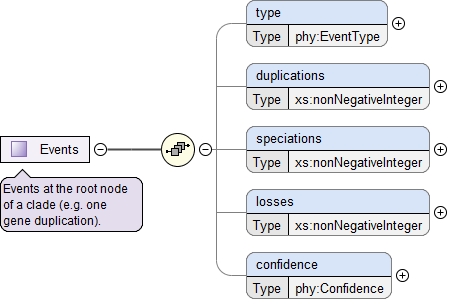 type
Type phy:EventType
duplications
Type xs:nonNegativeInteger
Events
speciations
Type xs:nonNegativeInteger
Events at the root node
of a clade (e.g. one
gene duplication).
losses
Type xs:nonNegativeInteger
confidence
Type phy:Confidence